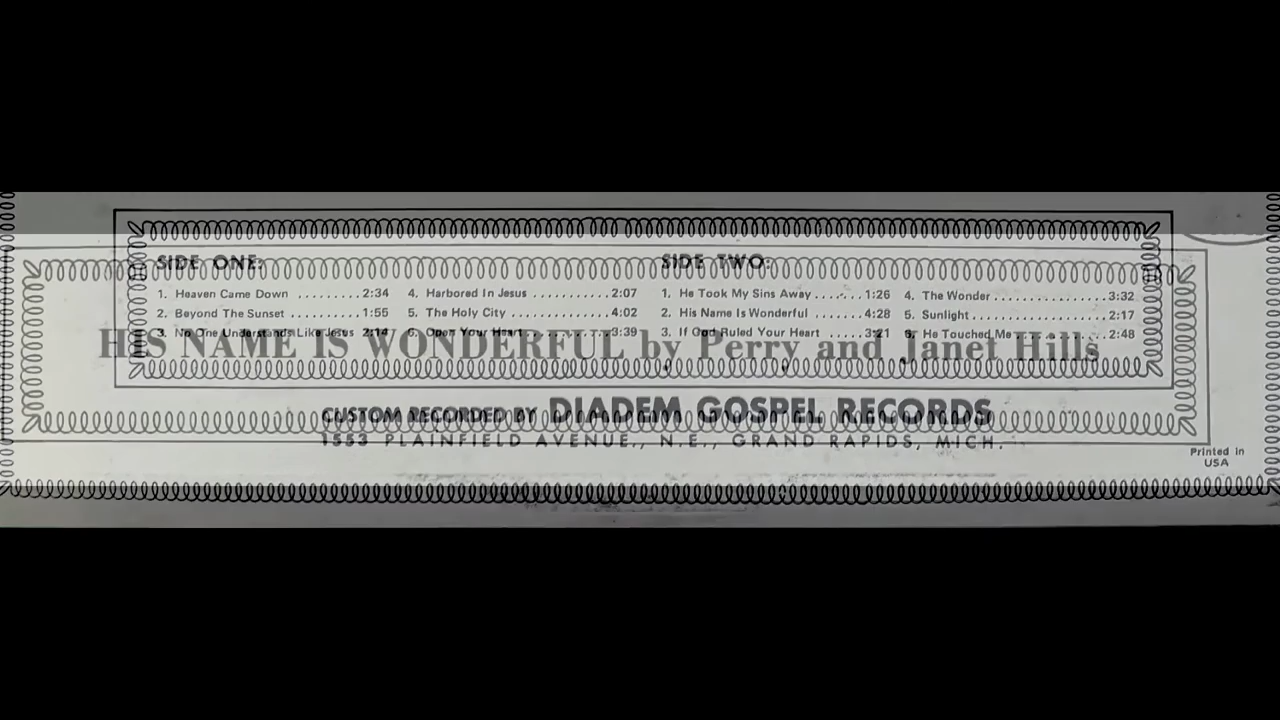 SIDE ONE:
1. Heaven Came Down ......... 2:34
2. Beyond The Sunset .......... 1:55
3. No One Understands Like Jesus 2:14
4. Harbored In Jesus ............ 2:07
5. The Holy City ............... 4:02
6. Open Your Heart ............. 3:39
SIDE TWO:
1. He Took My Sins Away ....... 1:26
2. His Name Is Wonderful ....... 4:28
3. If God Ruled Your Heart ..... 3:21
4. The Wonder ................. 3:32
5. Sunlight .................... 2:17
6. He Touched Me .............. 2:48
HIS NAME IS WONDERFUL by Perry and Janet Hills
CUSTOM RECORDED BY DIADEM GOSPEL RECORDS
1553 PLAINFIELD AVENUE., N.E., GRAND RAPIDS, MICH.
Printed in
USA